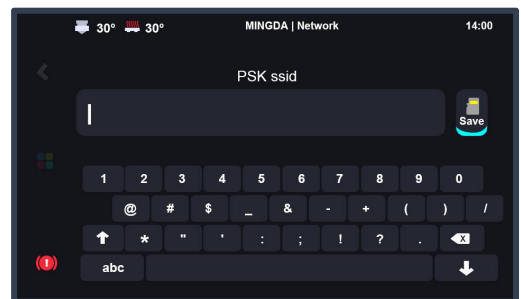 30° 30° MINGDA | Network 14:00
PSK ssid
Save
1 2 3 4 5 6 7 8 9 0
@ # $ _ & - + ( ) /
* " ' : ; ! ? .
abc